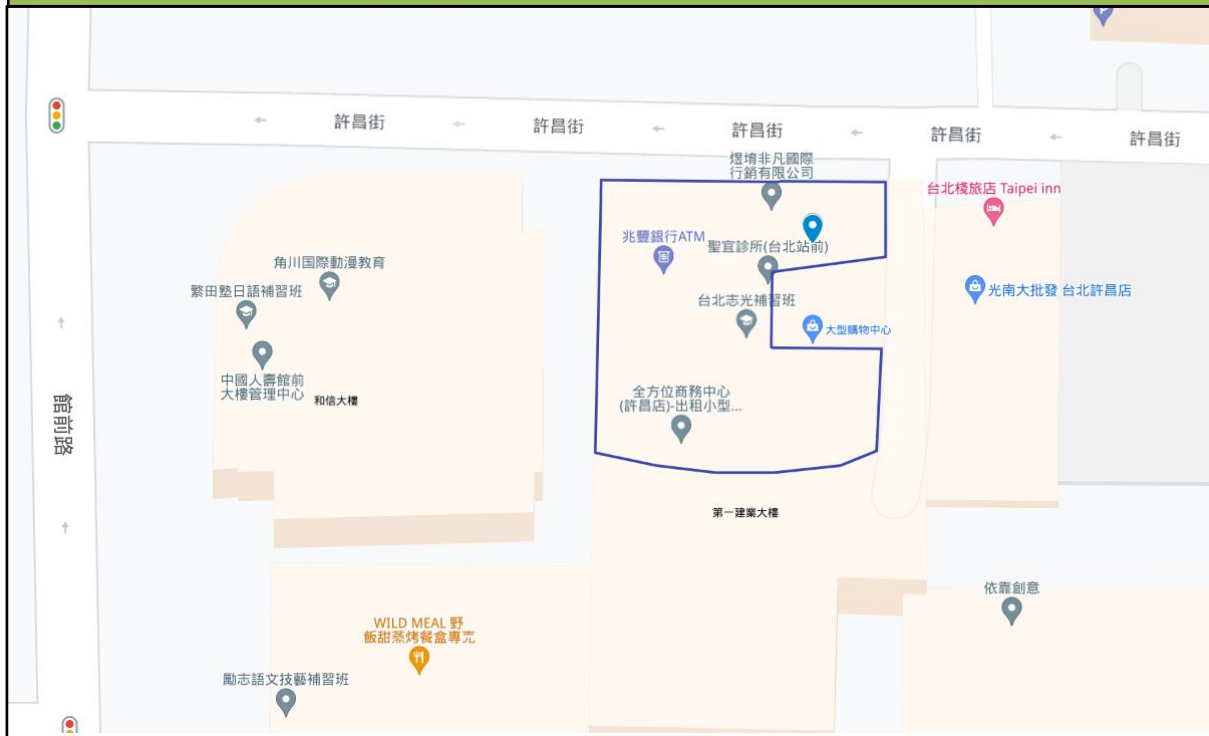 許昌街
許昌街
許昌街
許昌街
許昌街
煜堉非凡國際
行銷有限公司
台北棧旅店 Taipei inn
兆豐銀行ATM
聖宜診所(台北站前)
角川国際動漫教育
繁田塾日語補習班
光南大批發 台北許昌店
台北志光補習班
大型購物中心
中國人壽館前
大樓管理中心
和信大樓
全方位商務中心
(許昌店)-出租小型...
館前路
第一建業大樓
依靠創意
WILD MEAL 野
飯甜蒸烤餐盒專売
勵志語文技藝補習班